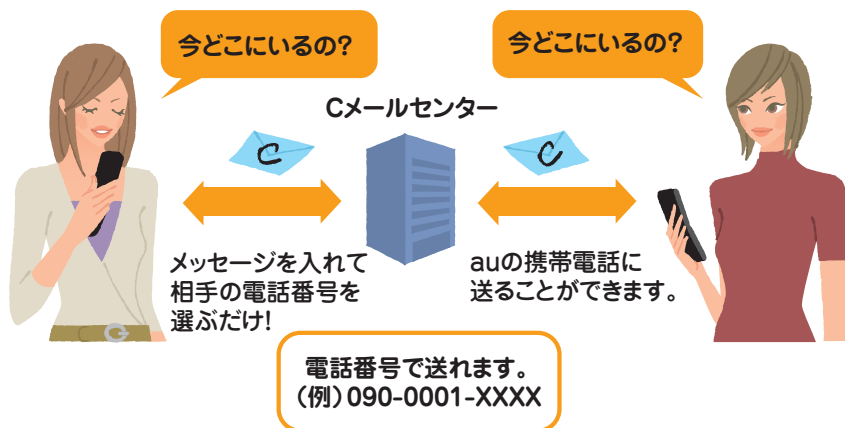 今どこにいるの?
今どこにいるの?
Cメールセンター
C
C
メッセージを入れて
相手の電話番号を
選ぶだけ!
auの携帯電話に
送ることができます。
電話番号で送れます。
（例）090-0001-XXXX